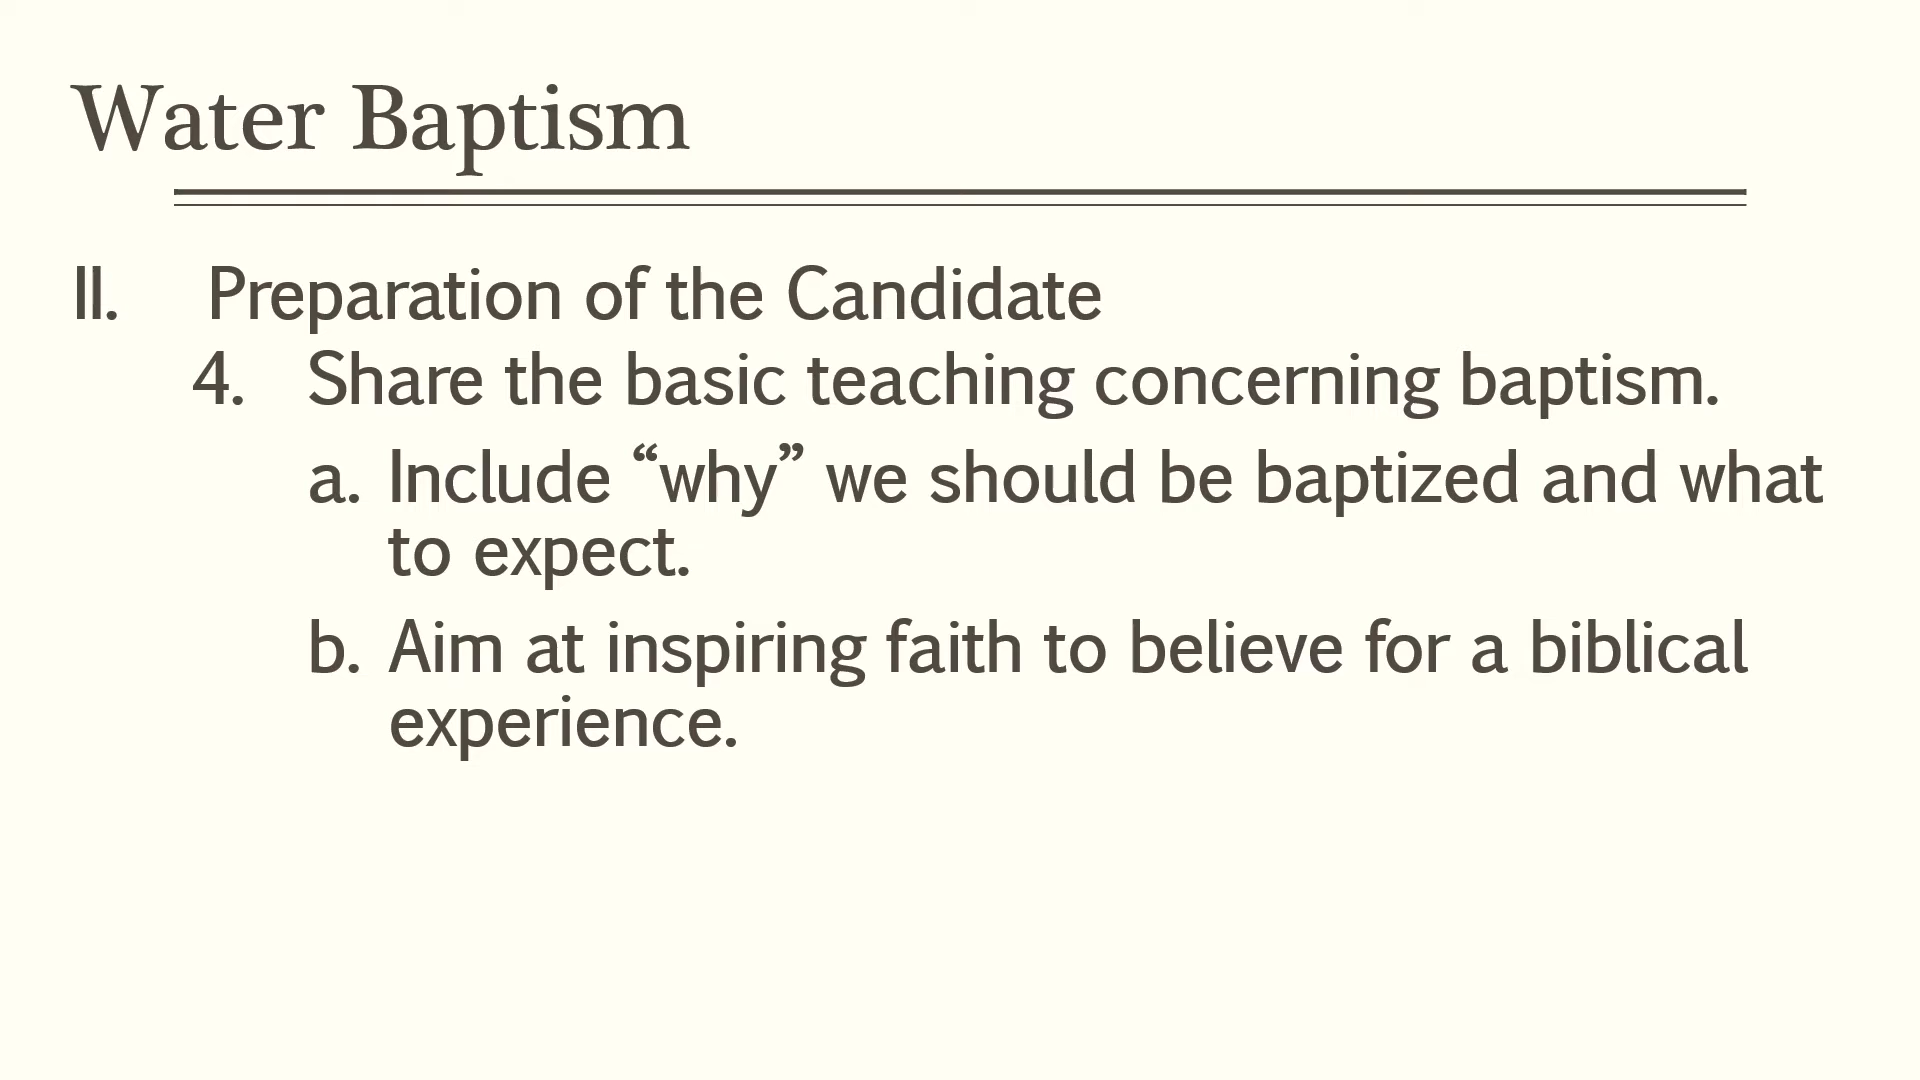 Water Baptism
II. Preparation of the Candidate
4. Share the basic teaching concerning baptism.
a. Include “why” we should be baptized and what
to expect.
b. Aim at inspiring faith to believe for a biblical
experience.